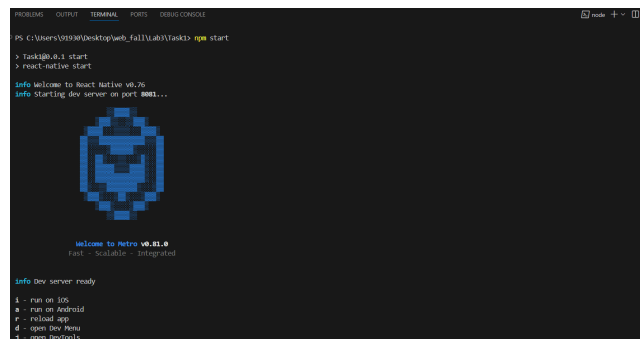 PROBLEMS OUTPUT TERMINAL PORTS DEBUG CONSOLE
node
PS C:\Users\91930\Desktop\web_fall\Lab3\Task1> npm start
> Task1@0.0.1 start
> react-native start
info Welcome to React Native v0.76
info Starting dev server on port 8081...
Welcome to Metro v0.81.0
Fast - Scalable - Integrated
info Dev server ready
i - run on iOS
a - run on Android
r - reload app
d - open Dev Menu
j - open DevTools